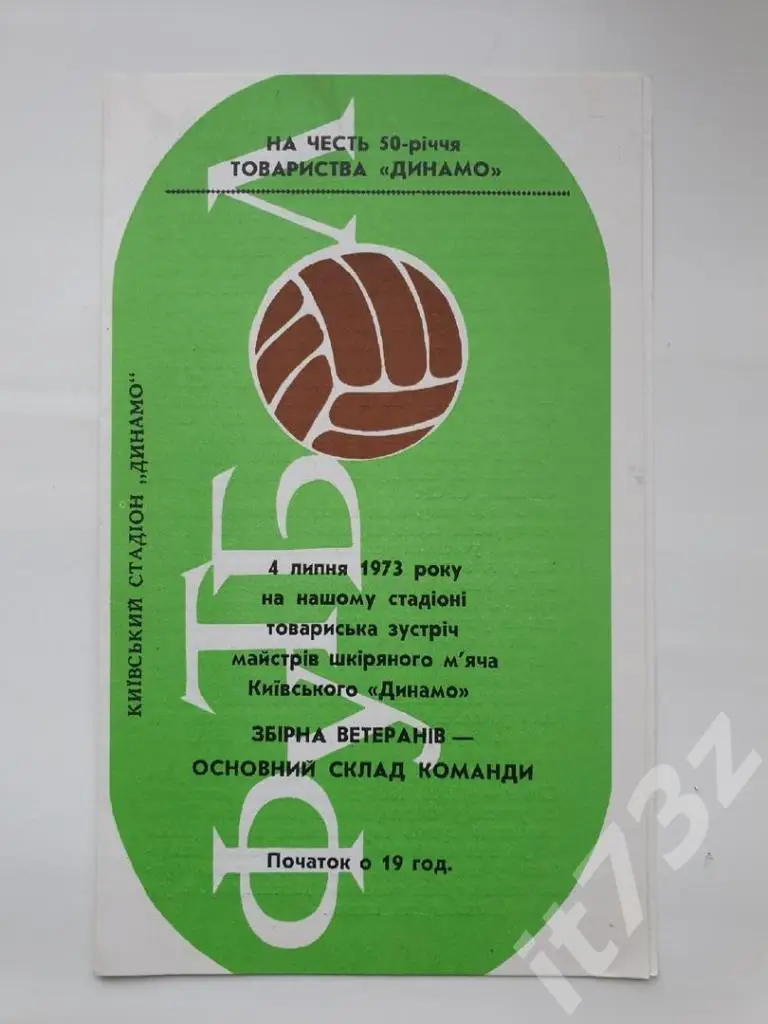 НА ЧЕСТЬ 50-річчя
ТОВАРИСТВА «ДИНАМО»
ФУТБОЛ
КИЇВСЬКИЙ СТАДІОН „ДИНАМО“
4 липня 1973 року
на нашому стадіоні
товариська зустріч
майстрів шкіряного м'яча
Київського «Динамо»
ЗБІРНА ВЕТЕРАНІВ —
ОСНОВНИЙ СКЛАД КОМАНДИ
Початок о 19 год.
it73z